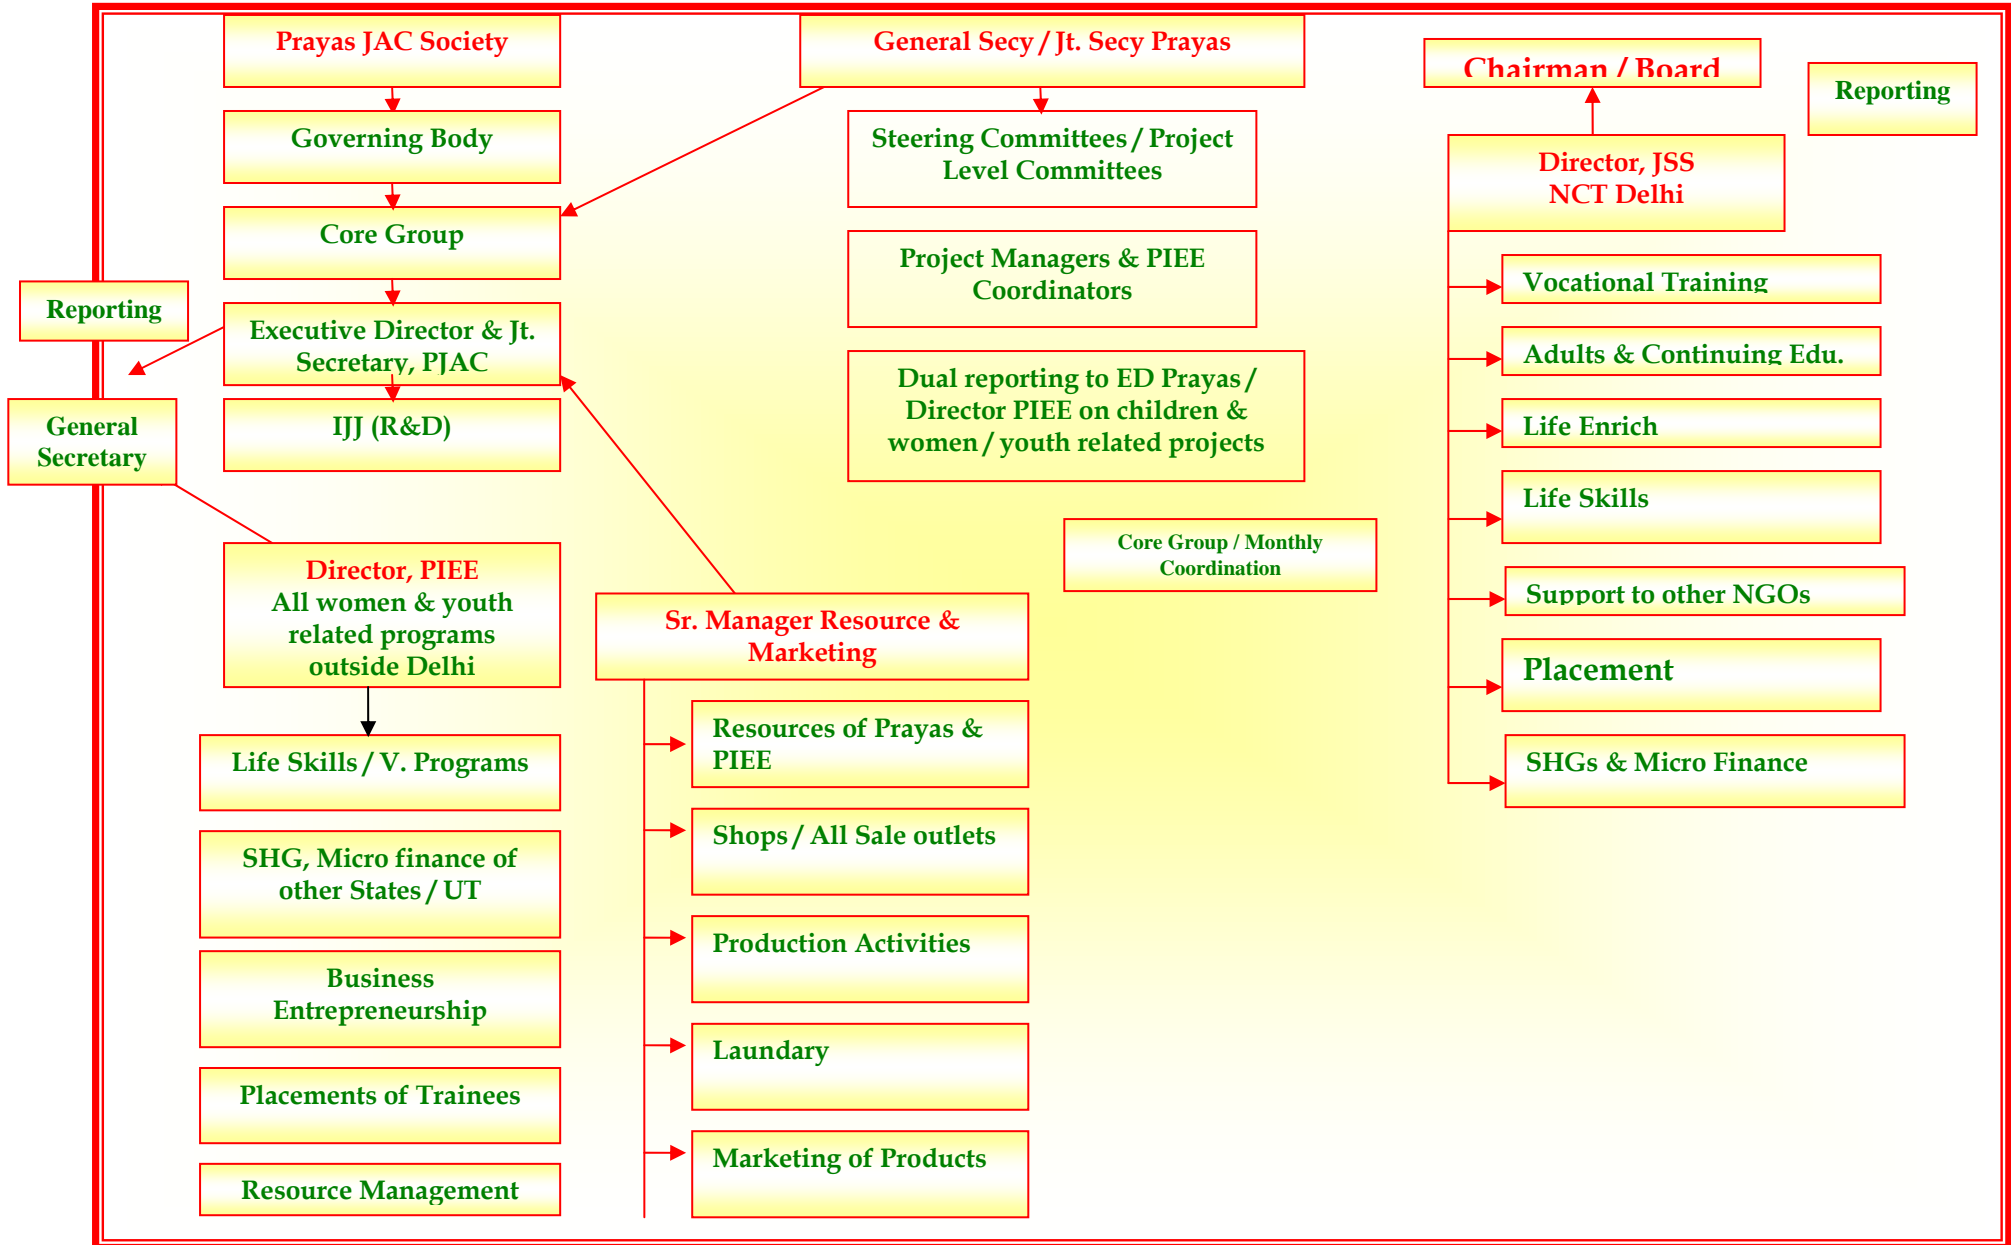 Prayas JAC Society
Governing Body
Core Group
Reporting
Executive Director & Jt.
Secretary, PJAC
IJJ (R&D)
General
Secretary
Director, PIEE
All women & youth
related programs
outside Delhi
Life Skills / V. Programs
SHG, Micro finance of
other States / UT
Business
Entrepreneurship
Placements of Trainees
Resource Management
General Secy / Jt. Secy Prayas
Steering Committees / Project
Level Committees
Project Managers & PIEE
Coordinators
Dual reporting to ED Prayas /
Director PIEE on children &
women / youth related projects
Core Group / Monthly
Coordination
Sr. Manager Resource &
Marketing
Resources of Prayas &
PIEE
Shops / All Sale outlets
Production Activities
Laundary
Marketing of Products
Chairman / Board
Reporting
Director, JSS
NCT Delhi
Vocational Training
Adults & Continuing Edu.
Life Enrich
Life Skills
Support to other NGOs
Placement
SHGs & Micro Finance